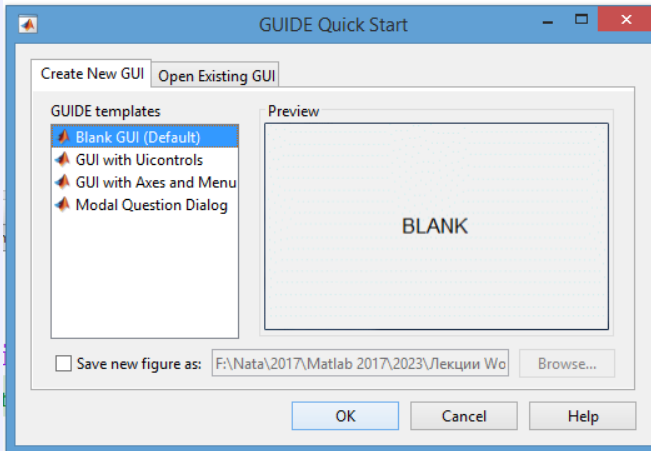 GUIDE Quick Start
Create New GUI
Open Existing GUI
GUIDE templates
Blank GUI (Default)
GUI with Uicontrols
GUI with Axes and Menu
Modal Question Dialog
Preview
BLANK
Save new figure as:
F:\Nata\2017\Matlab 2017\2023\Лекции Wo
Browse...
OK
Cancel
Help